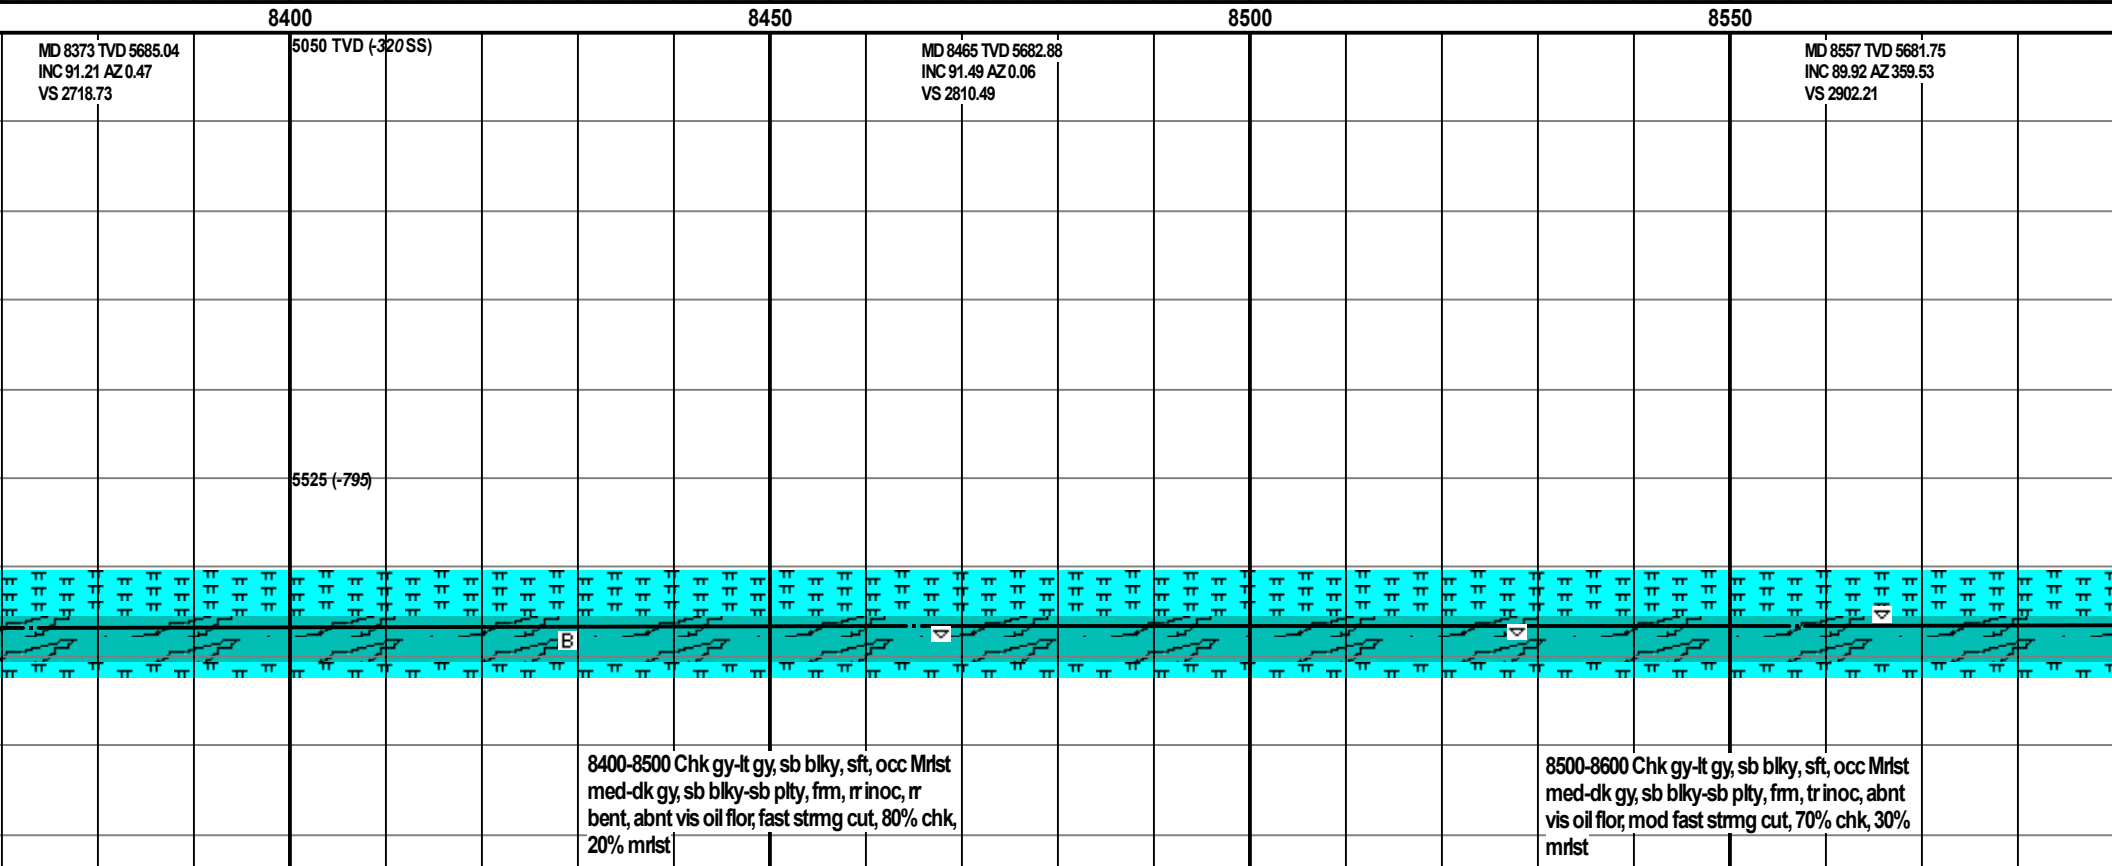 8400 8450 8500 8550
MD 8373 TVD 5685.04
INC 91.21 AZ 0.47
VS 2718.73
5050 TVD (-320 SS)
MD 8465 TVD 5682.88
INC 91.49 AZ 0.06
VS 2810.49
MD 8557 TVD 5681.75
INC 89.92 AZ 359.53
VS 2902.21
5525 (-795)
B
8400-8500 Chk gy-lt gy, sb blky, sft, occ Mrlst
med-dk gy, sb blky-sb plty, frm, rr inoc, rr
bent, abnt vis oil flor, fast strmg cut, 80% chk,
20% mrlst
8500-8600 Chk gy-lt gy, sb blky, sft, occ Mrlst
med-dk gy, sb blky-sb plty, frm, tr inoc, abnt
vis oil flor, mod fast strmg cut, 70% chk, 30%
mrlst